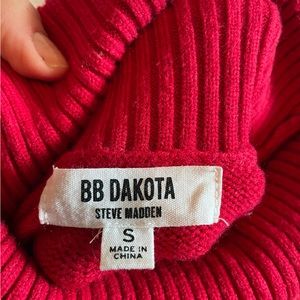 BB DAKOTA
STEVE MADDEN
S
MADE IN
CHINA